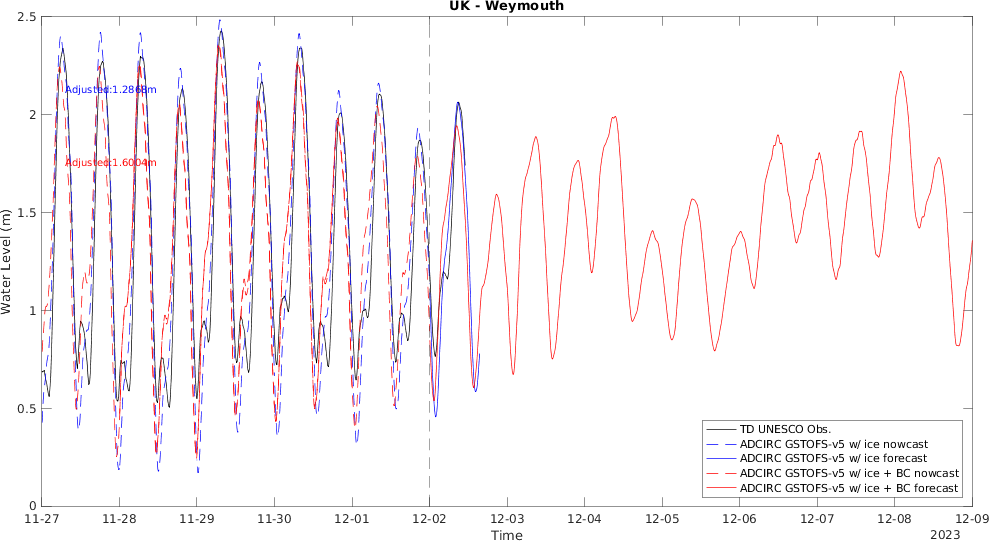 UK - Weymouth
2.5
2
1.5
1
0.5
0
Water Level (m)
Adjusted:1.2868m
Adjusted:1.6004m
TD UNESCO Obs.
ADCIRC GSTOFS-v5 w/ ice nowcast
ADCIRC GSTOFS-v5 w/ ice forecast
ADCIRC GSTOFS-v5 w/ ice + BC nowcast
ADCIRC GSTOFS-v5 w/ ice + BC forecast
11-27 11-28 11-29 11-30 12-01 12-02 12-03 12-04 12-05 12-06 12-07 12-08 12-09
Time
2023